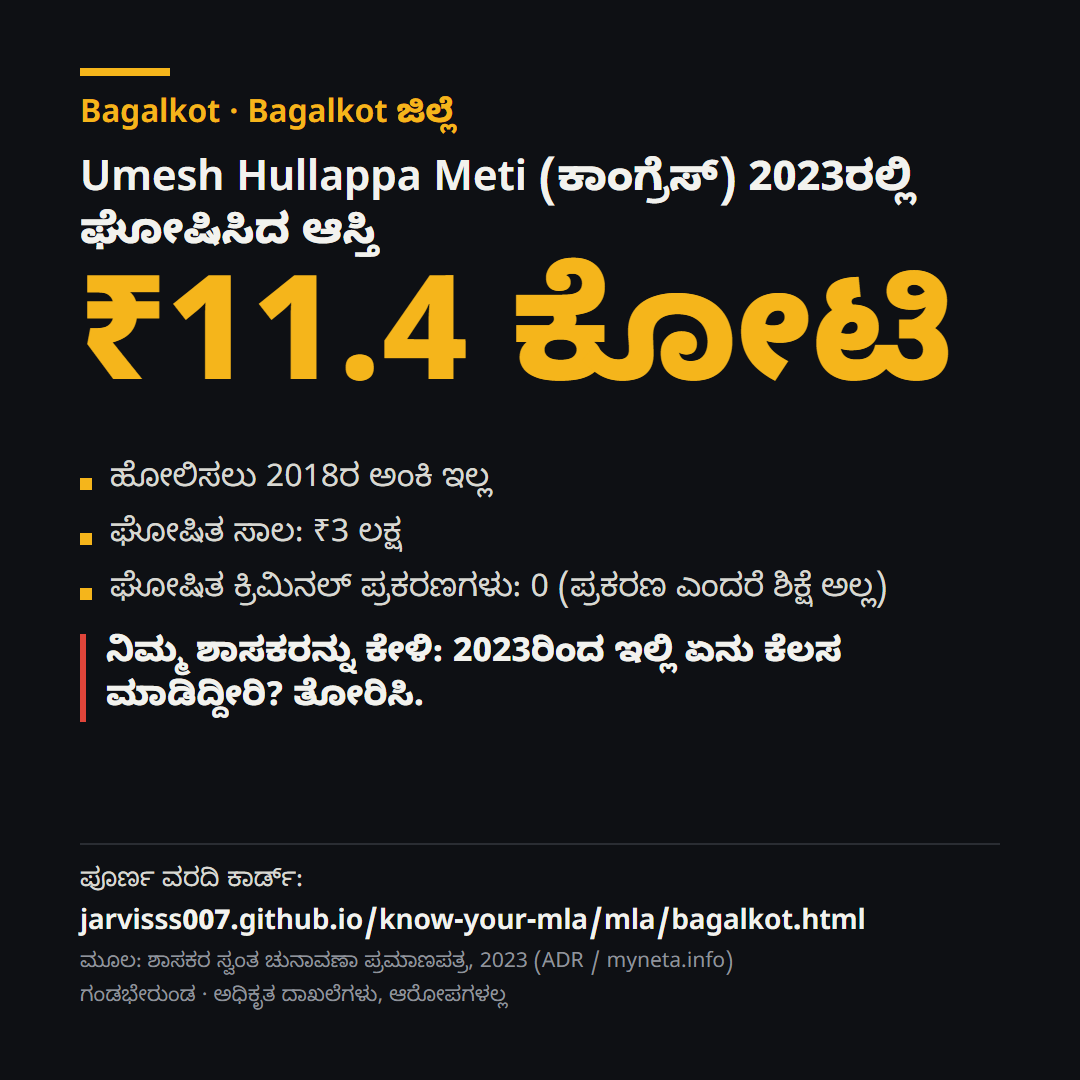 Bagalkot · Bagalkot ಜಿಲ್ಲೆ
Umesh Hullappa Meti (ಕಾಂಗ್ರೆಸ್) 2023ರಲ್ಲಿ
ಘೋಷಿಸಿದ ಆಸ್ತಿ
₹11.4 ಕೋಟಿ
ಹೋಲಿಸಲು 2018ರ ಅಂಕಿ ಇಲ್ಲ
ಘೋಷಿತ ಸಾಲ: ₹3 ಲಕ್ಷ
ಘೋಷಿತ ಕ್ರಿಮಿನಲ್ ಪ್ರಕರಣಗಳು: 0 (ಪ್ರಕರಣ ಎಂದರೆ ಶಿಕ್ಷೆ ಅಲ್ಲ)
ನಿಮ್ಮ ಶಾಸಕರನ್ನು ಕೇಳಿ: 2023ರಿಂದ ಇಲ್ಲಿ ಏನು ಕೆಲಸ
ಮಾಡಿದ್ದೀರಿ? ತೋರಿಸಿ.
ಪೂರ್ಣ ವರದಿ ಕಾರ್ಡ್:
jarvisss007.github.io/know-your-mla/mla/bagalkot.html
ಮೂಲ: ಶಾಸಕರ ಸ್ವಂತ ಚುನಾವಣಾ ಪ್ರಮಾಣಪತ್ರ, 2023 (ADR / myneta.info)
ಗಂಡಭೇರುಂಡ · ಅಧಿಕೃತ ದಾಖಲೆಗಳು, ಆರೋಪಗಳಲ್ಲ